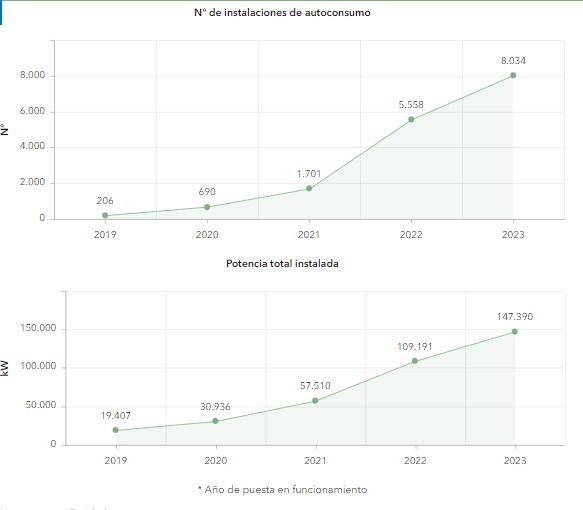 N° de instalaciones de autoconsumo
8.034
8.000
5.558
6.000
N°
4.000
1.701
2.000
690
206
0
2019 2020 2021 2022 2023
Potencia total instalada
147.390
150.000
109.191
kW
100.000
57.510
50.000
30.936
19.407
0
2019 2020 2021 2022 2023
* Año de puesta en funcionamiento